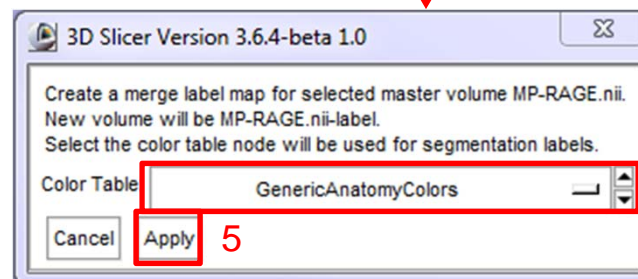 3D Slicer Version 3.6.4-beta 1.0
Create a merge label map for selected master volume MP-RAGE.nii.
New volume will be MP-RAGE.nii-label.
Select the color table node will be used for segmentation labels.
Color Table GenericAnatomyColors
Cancel Apply 5